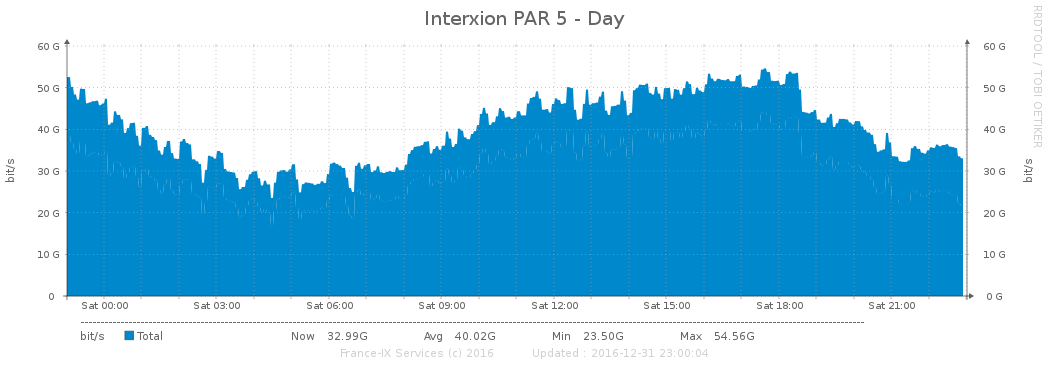 Interxion PAR 5 - Day
RRDTOOL / TOBI OETIKER
60 G 60 G
50 G 50 G
40 G 40 G
30 G 30 G
20 G 20 G
10 G 10 G
0 0 G
bit/s
bit/s
Sat 00:00 Sat 03:00 Sat 06:00 Sat 09:00 Sat 12:00 Sat 15:00 Sat 18:00 Sat 21:00
bit/s Total Now 32.99G Avg 40.02G Min 23.50G Max 54.56G
France-IX Services (c) 2016 Updated : 2016-12-31 23:00:04